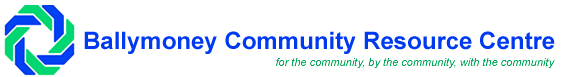 Ballymoney Community Resource Centre
for the community, by the community, with the community